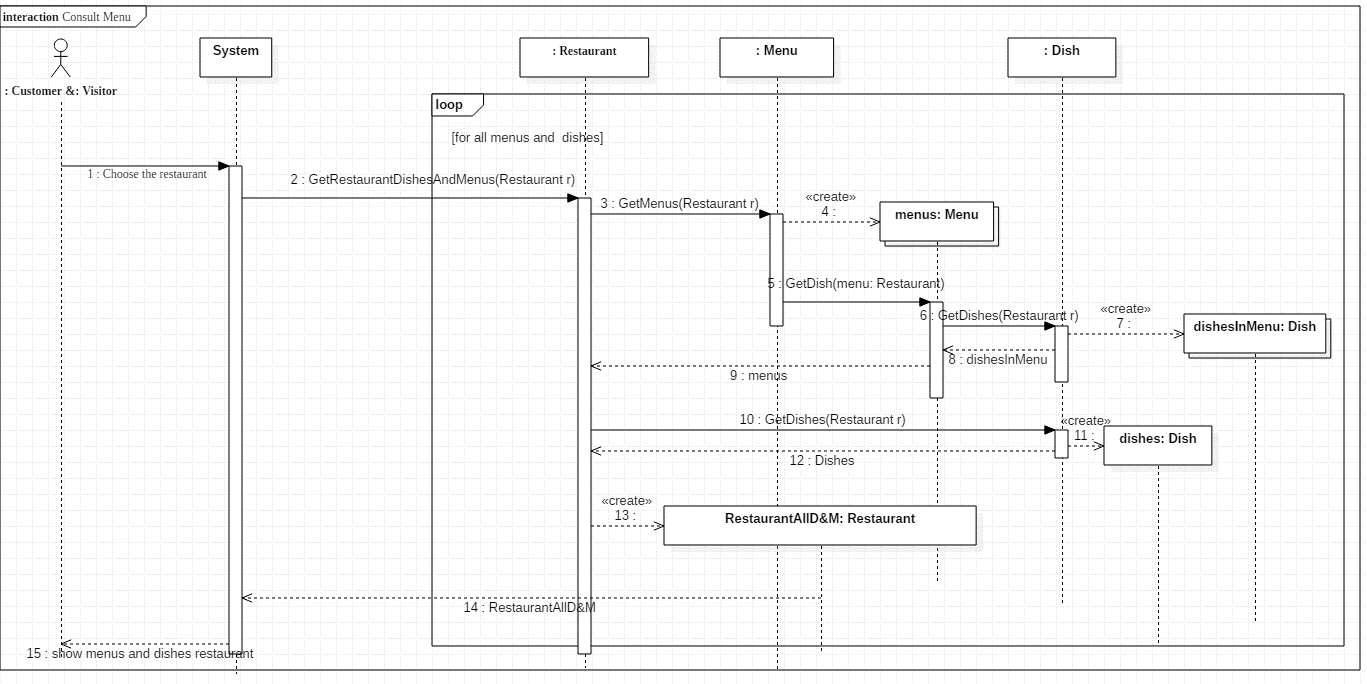 interaction Consult Menu
: Customer &: Visitor
System
: Restaurant
: Menu
: Dish
loop
[for all menus and dishes]
1 : Choose the restaurant
2 : GetRestaurantDishesAndMenus(Restaurant r)
3 : GetMenus(Restaurant r)
«create»
4 :
menus: Menu
5 : GetDish(menu: Restaurant)
6 : GetDishes(Restaurant r)
«create»
7 :
dishesInMenu: Dish
8 : dishesInMenu
9 : menus
10 : GetDishes(Restaurant r)
«create»
11 :
dishes: Dish
12 : Dishes
«create»
13 :
RestaurantAllD&M: Restaurant
14 : RestaurantAllD&M
15 : show menus and dishes restaurant